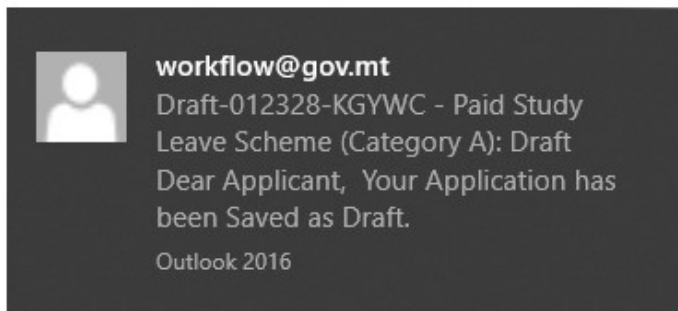 workflow@gov.mt
Draft-012328-KGYWC - Paid Study
Leave Scheme (Category A): Draft
Dear Applicant,  Your Application has
been Saved as Draft.
Outlook 2016